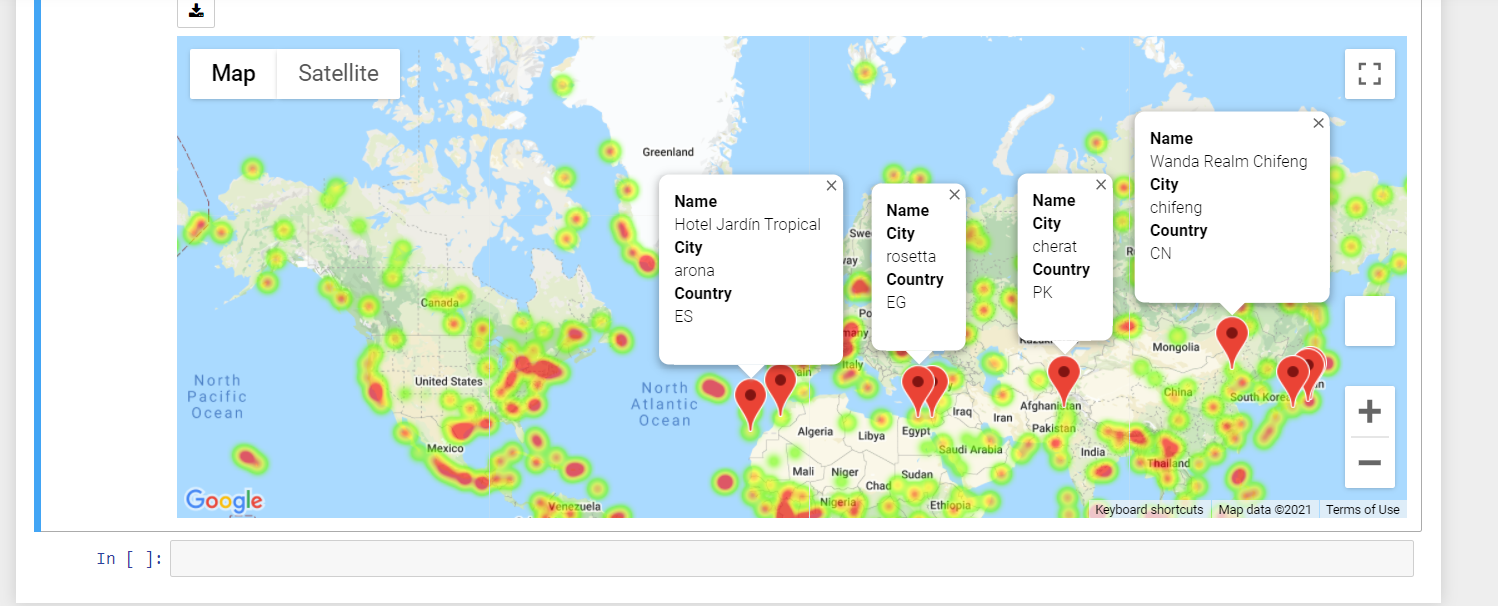 Map
Satellite
Greenland
Name
Hotel Jardín Tropical
City
arona
Country
ES
Name
City
rosetta
Country
EG
Name
City
cherat
Country
PK
Name
Wanda Realm Chifeng
City
chifeng
Country
CN
Canada
United States
Mexico
North
Pacific
Ocean
North
Atlantic
Ocean
Italy
Algeria
Libya
Egypt
Mali
Niger
Chad
Sudan
Nigeria
Ethiopia
Saudi Arabia
Iraq
Iran
Afghanistan
Pakistan
India
Thailand
China
Mongolia
South Korea
Venezuela
Google
Keyboard shortcuts
Map data ©2021
Terms of Use
In [ ]: